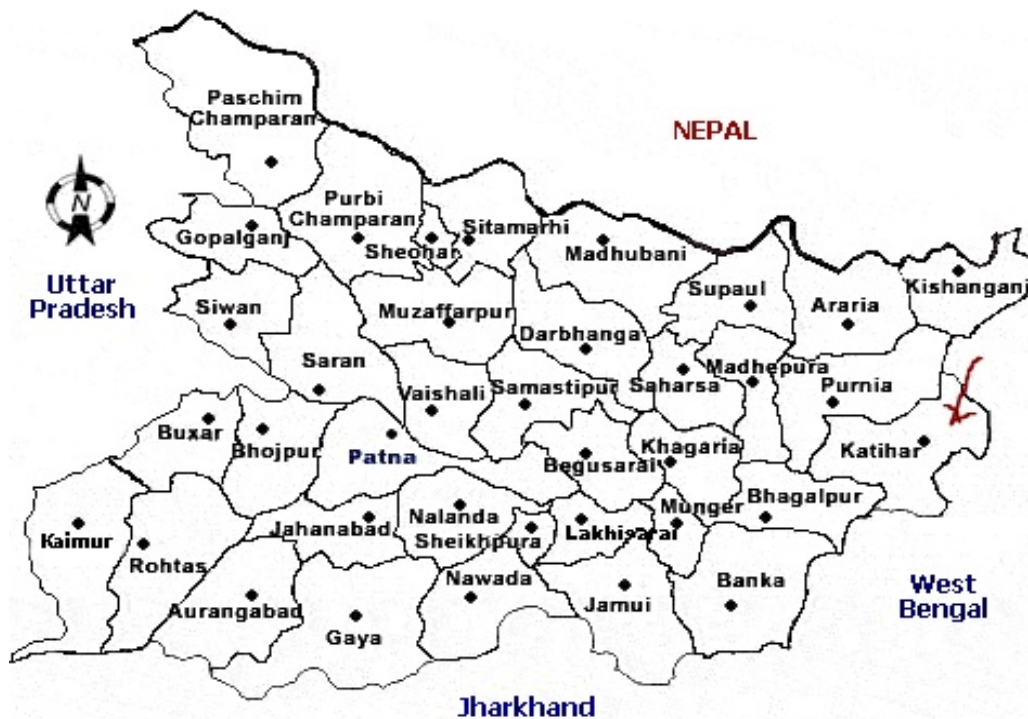 Paschim
Champaran
NEPAL
N
Purbi
Champaran
Gopalganj
Sheohar
Sitamarhi
Madhubani
Uttar
Pradesh
Siwan
Muzaffarpur
Supaul
Araria
Kishanganj
Darbhanga
Saran
Vaishali
Samastipur
Saharsa
Madhepura
Purnia
Buxar
Bhojpur
Patna
Begusarai
Khagaria
Katihar
Bhagalpur
Munger
Jahanabad
Nalanda
Sheikhpura
Lakhisarai
Kaimur
Rohtas
Nawada
Banka
Aurangabad
Jamui
West
Bengal
Gaya
Jharkhand